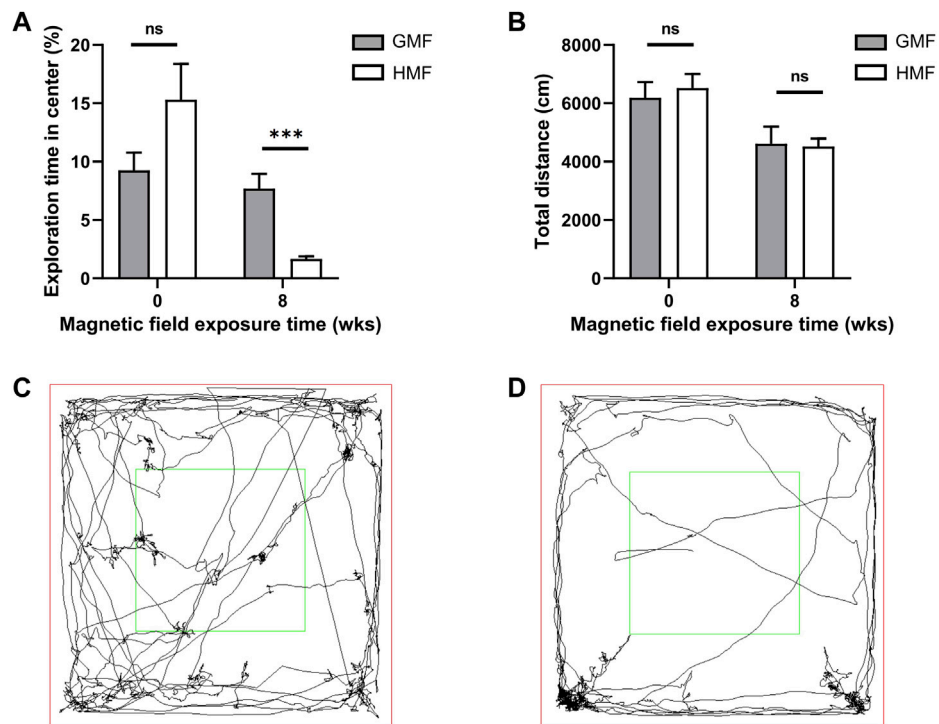 A
Exploration time in center (%)
20
15
10
5
0
ns
***
0
8
Magnetic field exposure time (wks)
GMF
HMF
B
Total distance (cm)
8000
6000
4000
2000
0
ns
ns
0
8
Magnetic field exposure time (wks)
GMF
HMF
C
D